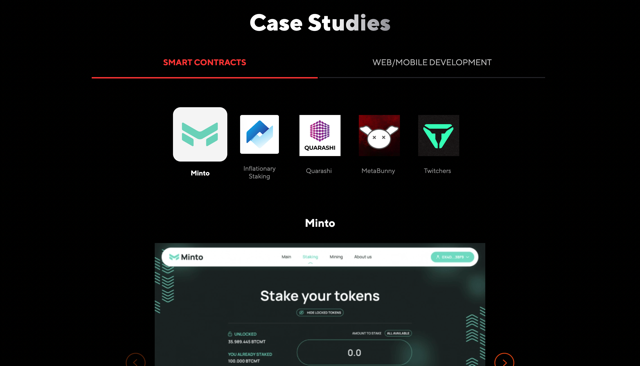 Case Studies
SMART CONTRACTS
WEB/MOBILE DEVELOPMENT
QUARASHI
Minto
Inflationary
Staking
Quarashi
MetaBunny
Twitchers
Minto
Minto
Main
Staking
Mining
About us
Stake your tokens
HIDE LOCKED TOKENS
UNLOCKED
35 589.445 BTCMT
AMOUNT TO STAKE
ALL AVAILABLE
YOU ALREADY STAKED
100.000 BTCMT
0.0